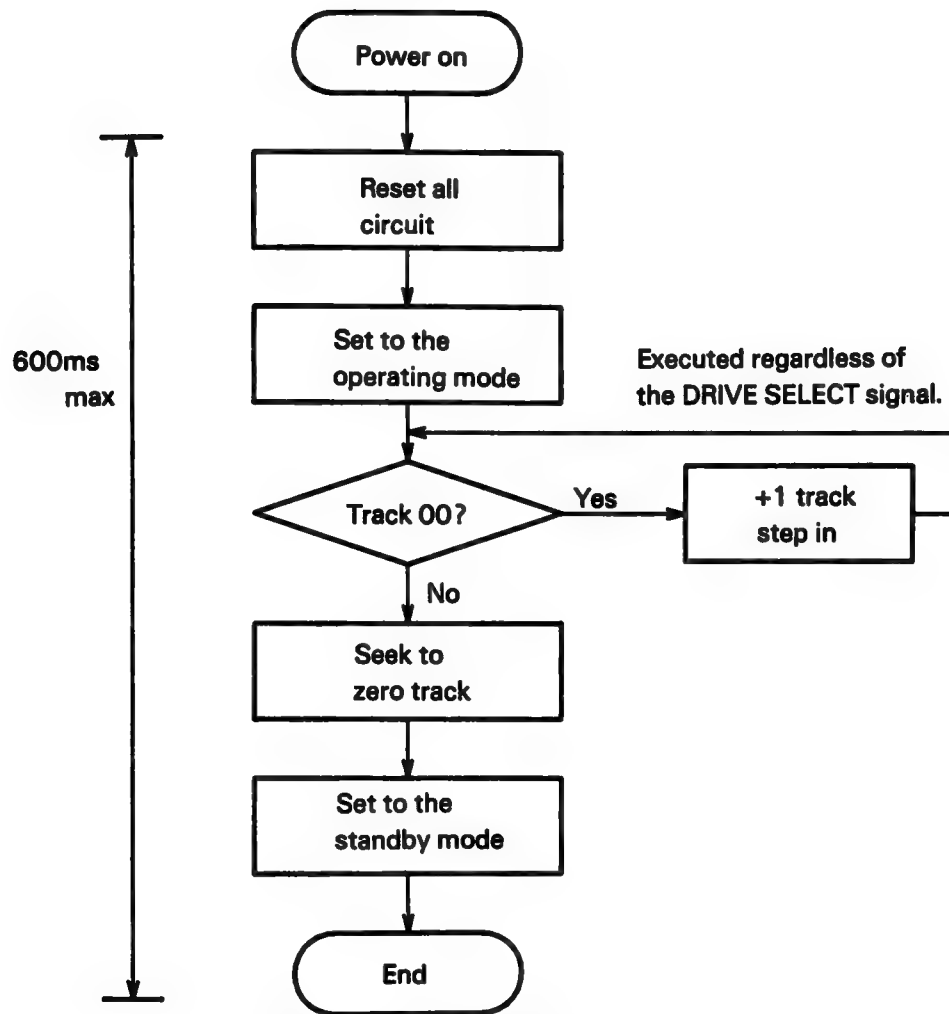 Power on
Reset all
circuit
Set to the
operating mode
600ms
max
Executed regardless of
the DRIVE SELECT signal.
Track 00?
Yes
+1 track
step in
No
Seek to
zero track
Set to the
standby mode
End